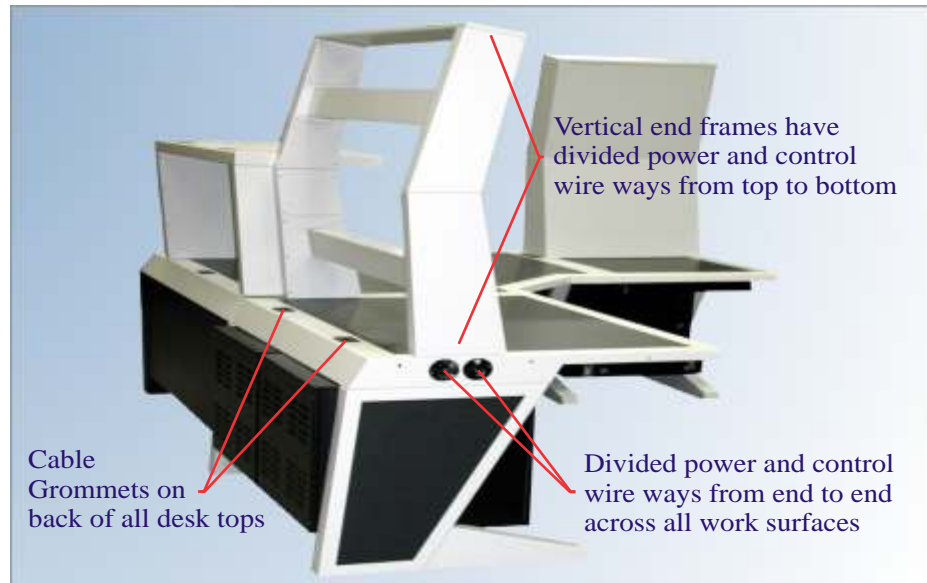 Vertical end frames have
divided power and control
wire ways from top to bottom
Cable
Grommets on
back of all desk tops
Divided power and control
wire ways from end to end
across all work surfaces